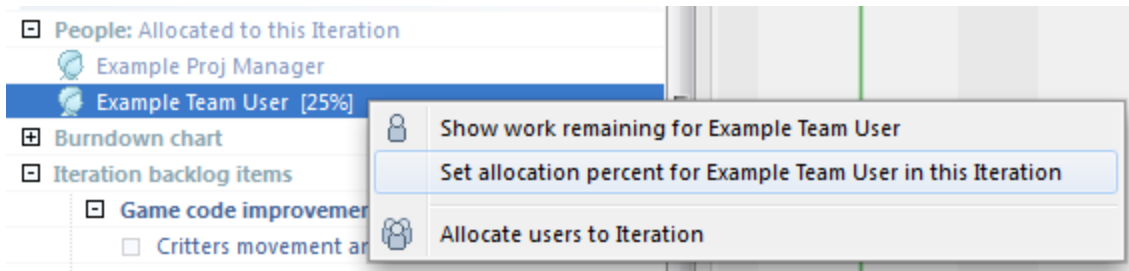 People: Allocated to this Iteration
Example Proj Manager
Example Team User [25%]
Show work remaining for Example Team User
Burndown chart
Set allocation percent for Example Team User in this Iteration
Iteration backlog items
Game code improvemer
Allocate users to Iteration
Critters movement ar